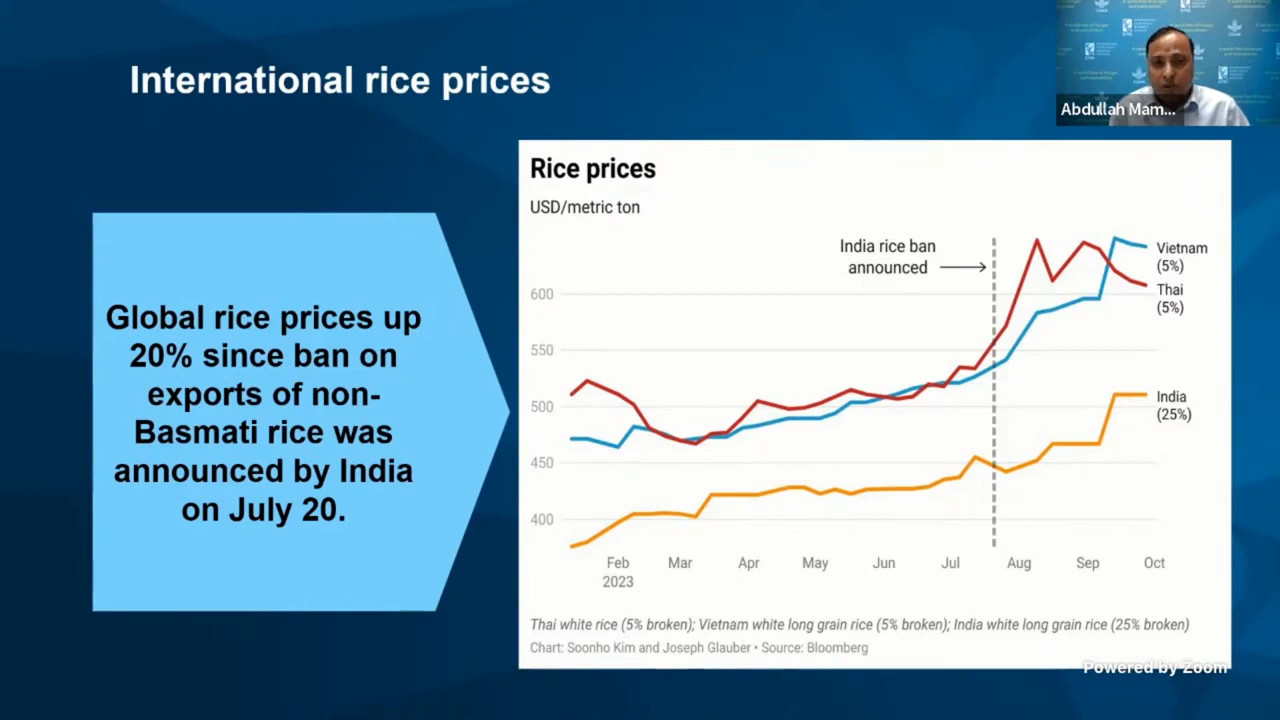 International rice prices
Abdullah Mam...
Global rice prices up
20% since ban on
exports of non-
Basmati rice was
announced by India
on July 20.
Rice prices
USD/metric ton
India rice ban
announced
Vietnam
(5%)
Thai
(5%)
India
(25%)
600
550
500
450
400
Feb
2023
Mar
Apr
May
Jun
Jul
Aug
Sep
Oct
Thai white rice (5% broken); Vietnam white long grain rice (5% broken); India white long grain rice (25% broken)
Chart: Soonho Kim and Joseph Glauber • Source: Bloomberg
Powered by Zoom